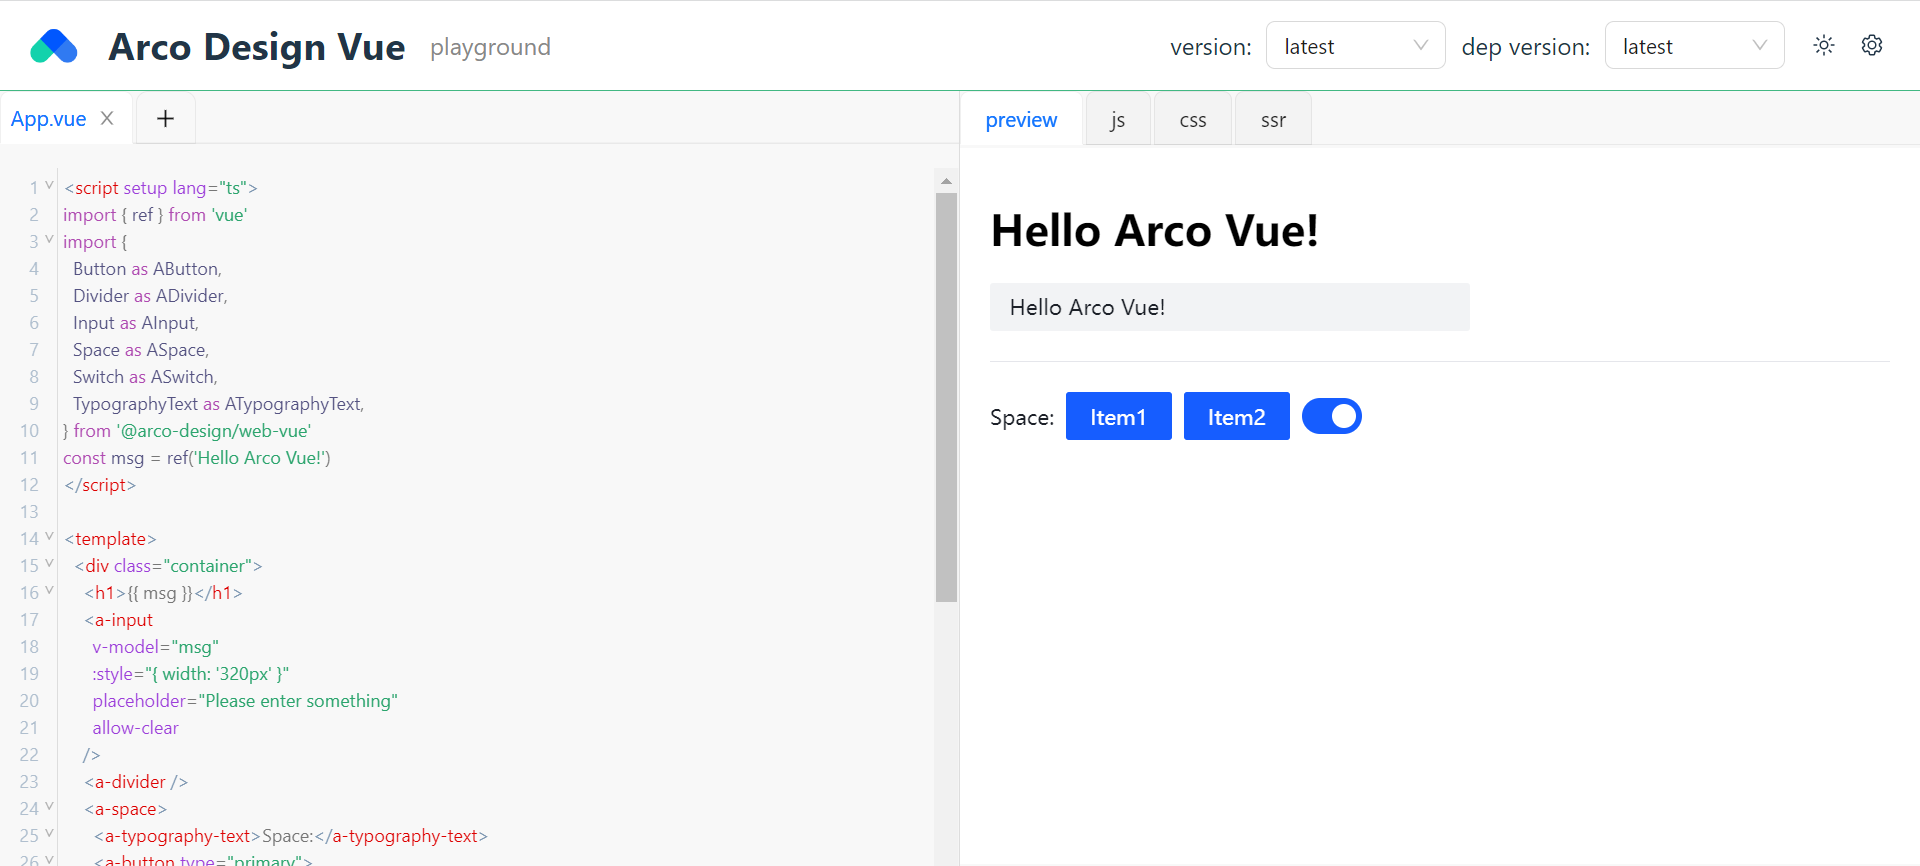 Arco Design Vue playground version: latest dep version: latest
App.vue
preview js css ssr
1 <script setup lang="ts">
2 import { ref } from 'vue'
3 import {
4 Button as AButton,
5 Divider as ADivider,
6 Input as AInput,
7 Space as ASpace,
8 Switch as ASwitch,
9 TypographyText as ATypographyText,
10 } from '@arco-design/web-vue'
11 const msg = ref('Hello Arco Vue!')
12 </script>
13
14 <template>
15 <div class="container">
16 <h1>{{ msg }}</h1>
17 <a-input
18 v-model="msg"
19 :style="{ width: '320px' }"
20 placeholder="Please enter something"
21 allow-clear
22 />
23 <a-divider />
24 <a-space>
25 <a-typography-text>Space:</a-typography-text>
26 <a-button type="primary">
Hello Arco Vue!
Hello Arco Vue!
Space: Item1 Item2